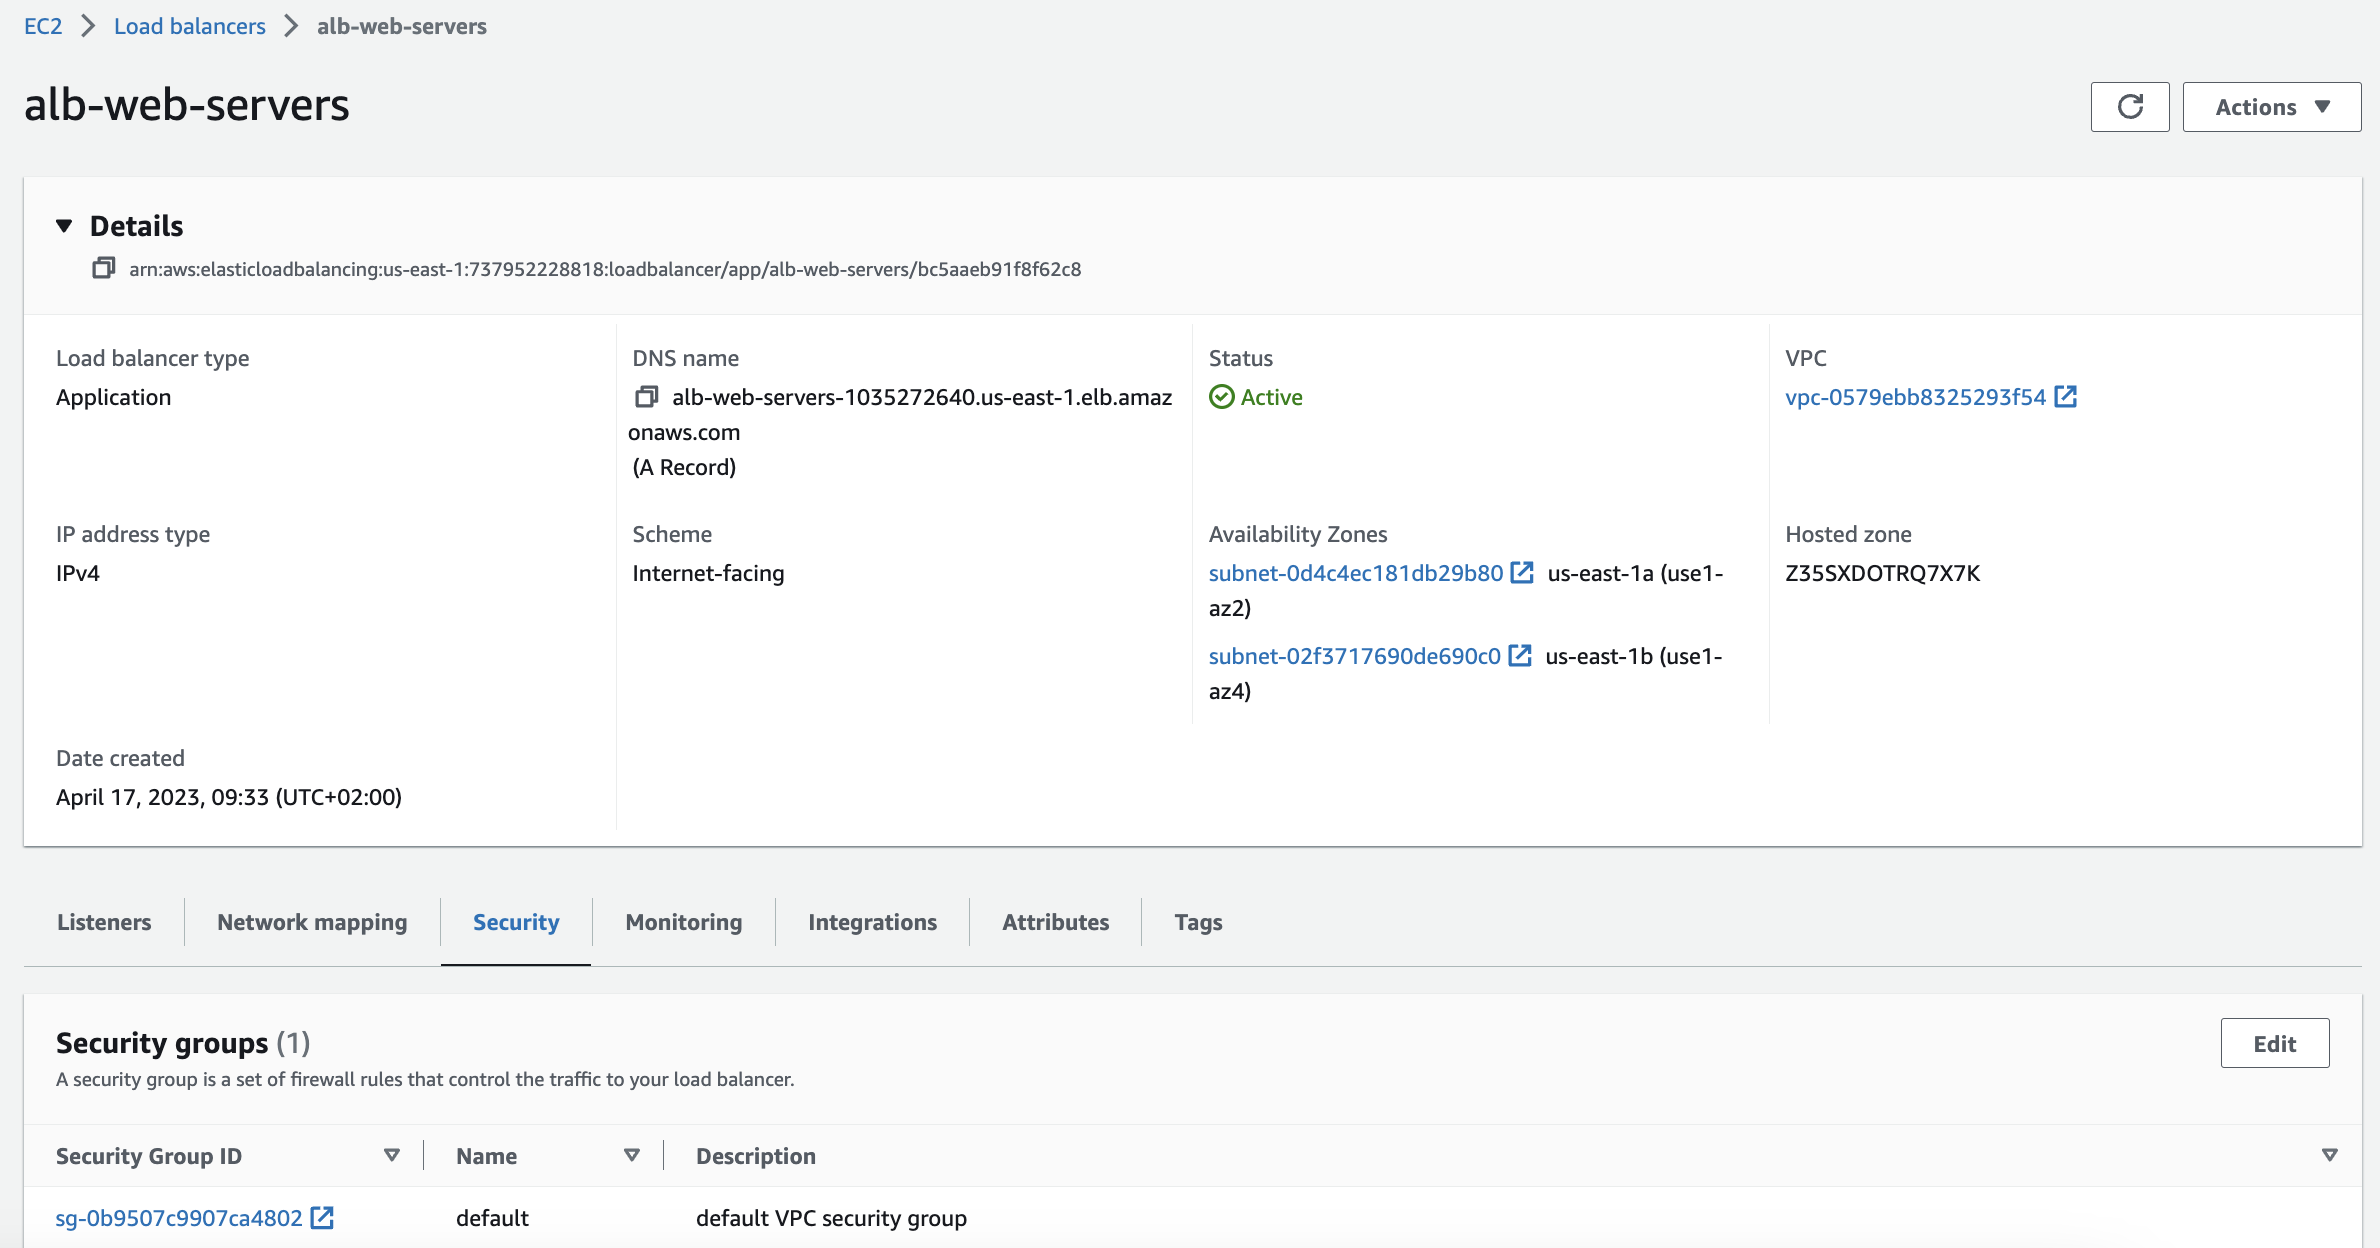 EC2 > Load balancers > alb-web-servers
alb-web-servers
Actions
Details
arn:aws:elasticloadbalancing:us-east-1:737952228818:loadbalancer/app/alb-web-servers/bc5aaeb91f8f62c8
Load balancer type
Application
DNS name
alb-web-servers-1035272640.us-east-1.elb.amaz
onaws.com
(A Record)
Status
Active
VPC
vpc-0579ebb8325293f54
IP address type
IPv4
Scheme
Internet-facing
Availability Zones
subnet-0d4c4ec181db29b80 us-east-1a (use1-
az2)
subnet-02f3717690de690c0 us-east-1b (use1-
az4)
Hosted zone
Z35SXDOTRQ7X7K
Date created
April 17, 2023, 09:33 (UTC+02:00)
Listeners Network mapping Security Monitoring Integrations Attributes Tags
Security groups (1)
Edit
A security group is a set of firewall rules that control the traffic to your load balancer.
Security Group ID Name Description
sg-0b9507c9907ca4802 default default VPC security group